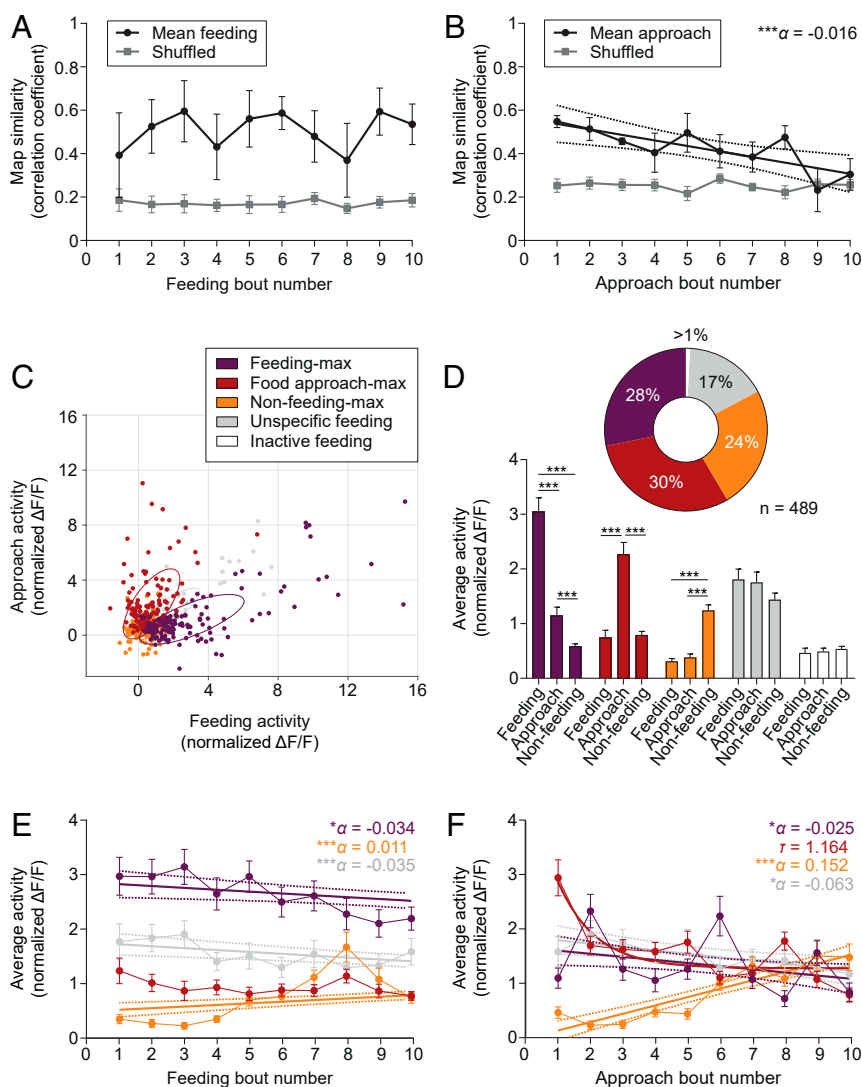 A
Mean feeding
Shuffled
Map similarity
(correlation coefficient)
1
0.8
0.6
0.4
0.2
0
0 1 2 3 4 5 6 7 8 9 10
Feeding bout number
B
Mean approach
Shuffled
***α = -0.016
Map similarity
(correlation coefficient)
1
0.8
0.6
0.4
0.2
0
0 1 2 3 4 5 6 7 8 9 10
Approach bout number
C
Feeding-max
Food approach-max
Non-feeding-max
Unspecific feeding
Inactive feeding
Approach activity
(normalized ΔF/F)
16
12
8
4
0
0 4 8 12 16
Feeding activity
(normalized ΔF/F)
D
>1%
17%
28%
24%
30%
n = 489
Average activity
(normalized ΔF/F)
4
3
2
1
0
*** *** ***
*** ***
*** ***
Feeding Approach Non-feeding Feeding Approach Non-feeding Feeding Approach Non-feeding Feeding Approach Non-feeding Feeding Approach Non-feeding
E
*α = -0.034
***α = 0.011
***α = -0.035
Average activity
(normalized ΔF/F)
4
3
2
1
0
0 1 2 3 4 5 6 7 8 9 10
Feeding bout number
F
*α = -0.025
τ = 1.164
***α = 0.152
*α = -0.063
Average activity
(normalized ΔF/F)
4
3
2
1
0
0 1 2 3 4 5 6 7 8 9 10
Approach bout number